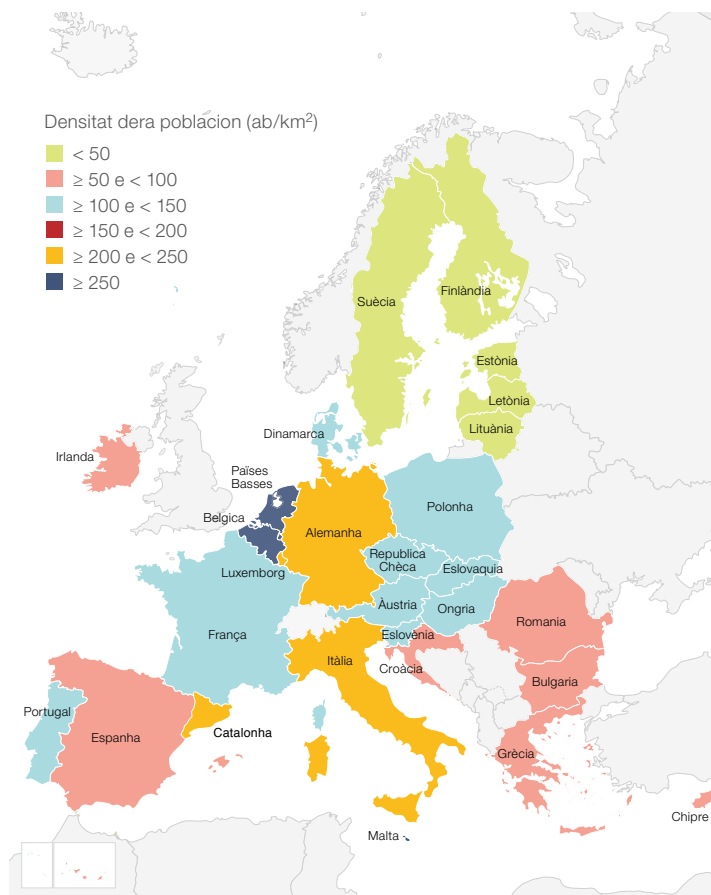 Densitat dera poblacion (ab/km²)
< 50
≥ 50 e < 100
≥ 100 e < 150
≥ 150 e < 200
≥ 200 e < 250
≥ 250
Suècia
Finlàndia
Estònia
Letònia
Lituània
Dinamarca
Irlanda
Països
Basses
Belgica
Polonha
Alemanha
Republica
Chèca
Eslovaquia
Luxemborg
Àustria
Ongria
França
Eslovènia
Romania
Itàlia
Croàcia
Bulgaria
Portugal
Espanha
Catalonha
Grècia
Chipre
Malta